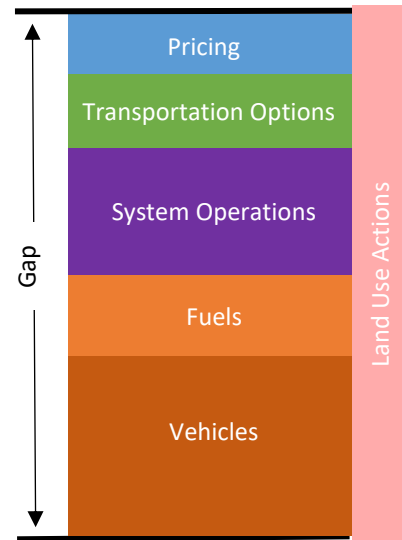 Pricing
Transportation Options
System Operations
Fuels
Vehicles
Gap
Land Use Actions